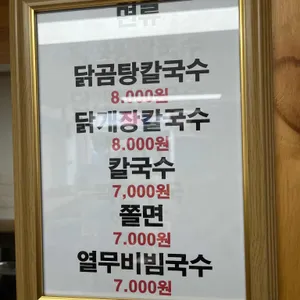 면류
닭곰탕칼국수
8.000원
닭개장칼국수
8.000원
칼국수
7,000원
쫄면
7.000원
열무비빔국수
7.000원